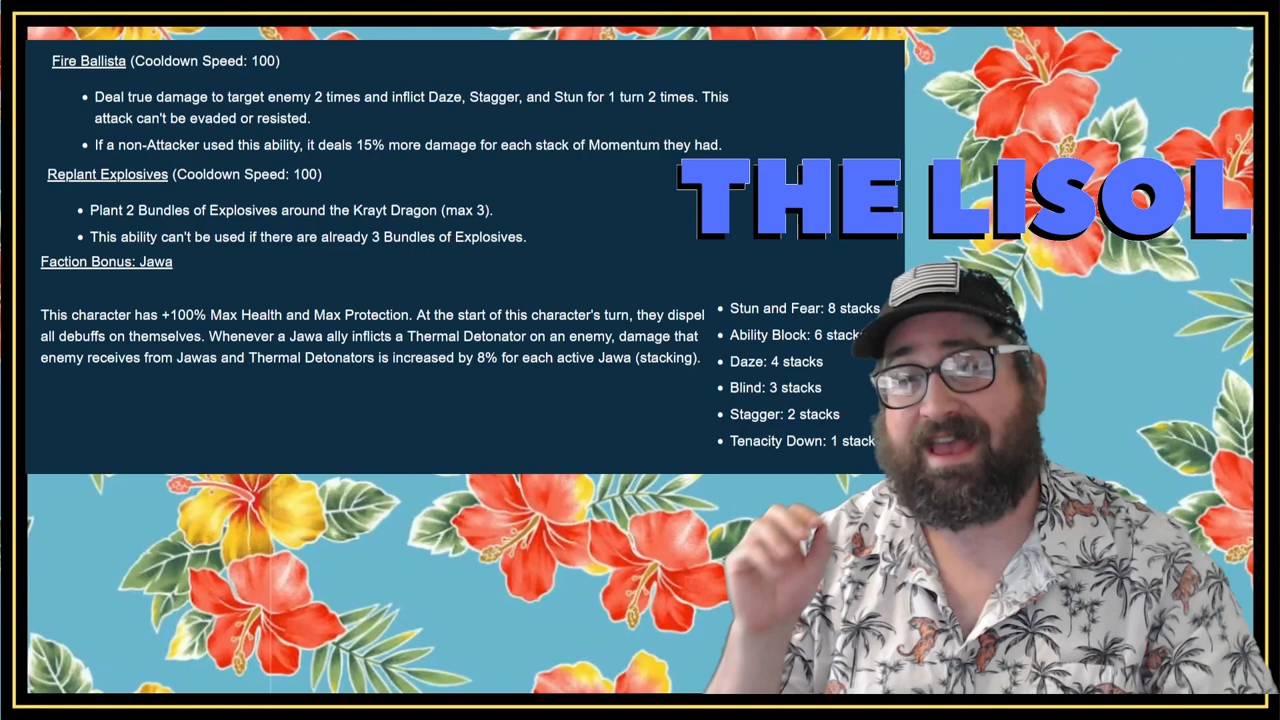 Fire Ballista (Cooldown Speed: 100)
• Deal true damage to target enemy 2 times and inflict Daze, Stagger, and Stun for 1 turn 2 times. This
attack can't be evaded or resisted.
• If a non-Attacker used this ability, it deals 15% more damage for each stack of Momentum they had.
THE LISOL
Replant Explosives (Cooldown Speed: 100)
• Plant 2 Bundles of Explosives around the Krayt Dragon (max 3).
• This ability can't be used if there are already 3 Bundles of Explosives.
Faction Bonus: Jawa
This character has +100% Max Health and Max Protection. At the start of this character's turn, they dispel
all debuffs on themselves. Whenever a Jawa ally inflicts a Thermal Detonator on an enemy, damage that
enemy receives from Jawas and Thermal Detonators is increased by 8% for each active Jawa (stacking).
• Stun and Fear: 8 stacks
• Ability Block: 6 stacks
• Daze: 4 stacks
• Blind: 3 stacks
• Stagger: 2 stacks
• Tenacity Down: 1 stack